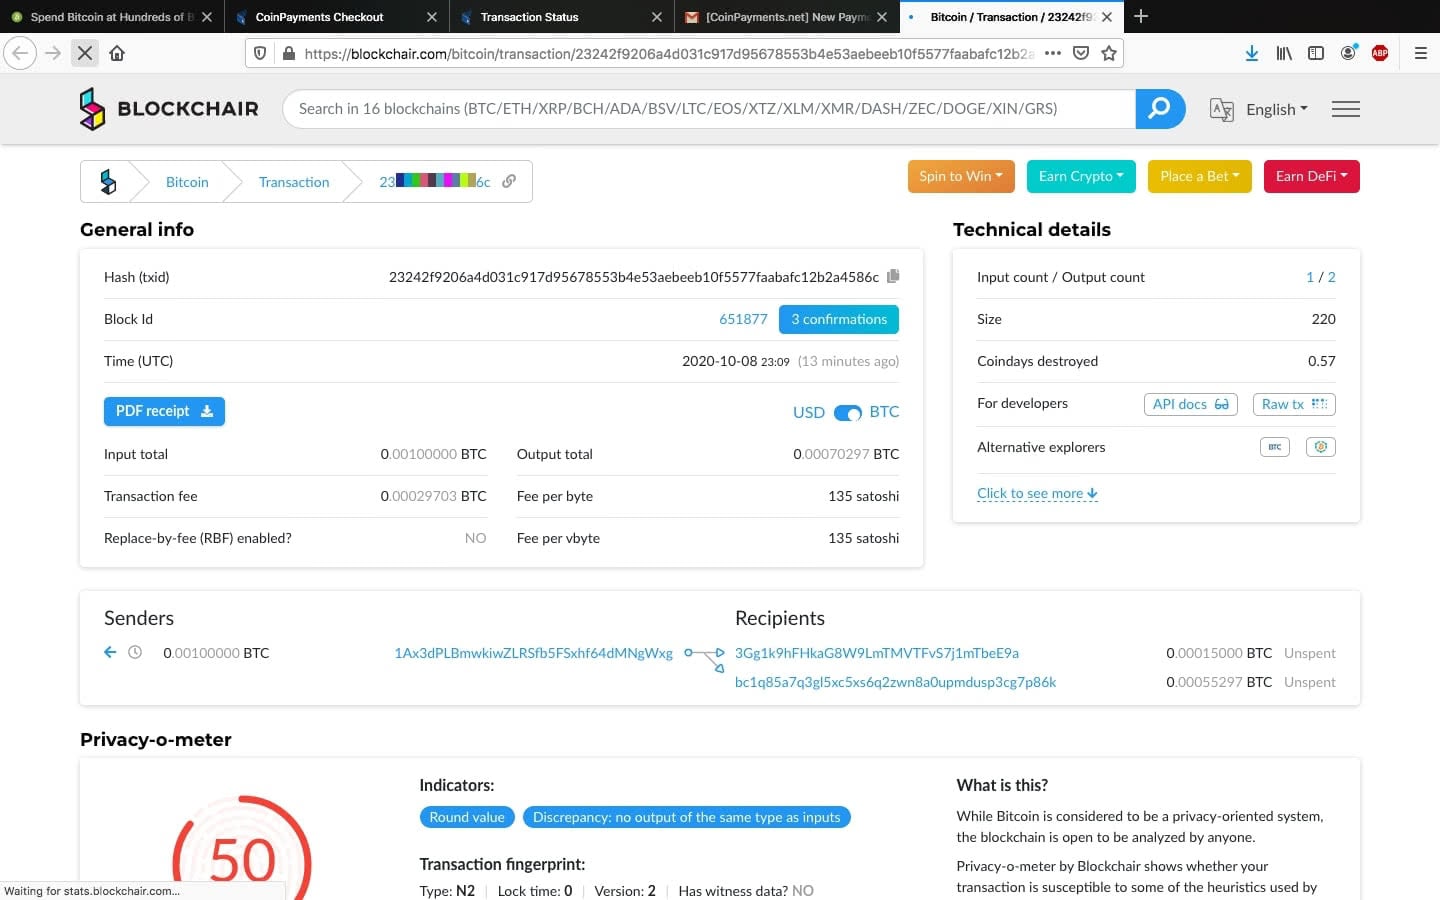 Spend Bitcoin at Hundreds of B
CoinPayments Checkout
Transaction Status
[CoinPayments.net] New Paym
Bitcoin / Transaction / 23242f9
https://blockchair.com/bitcoin/transaction/23242f9206a4d031c917d95678553b4e53aebeeb10f5577faabafc12b2a
ABP
BLOCKCHAIR
Search in 16 blockchains (BTC/ETH/XRP/BCH/ADA/BSV/LTC/EOS/XTZ/XLM/XMR/DASH/ZEC/DOGE/XIN/GRS)
English
Bitcoin
Transaction
23 6c
Spin to Win
Earn Crypto
Place a Bet
Earn DeFi
General info
Hash (txid) 23242f9206a4d031c917d95678553b4e53aebeeb10f5577faabafc12b2a4586c
Block Id 651877 3 confirmations
Time (UTC) 2020-10-08 23:09 (13 minutes ago)
PDF receipt USD BTC
Input total 0.00100000 BTC Output total 0.00070297 BTC
Transaction fee 0.00029703 BTC Fee per byte 135 satoshi
Replace-by-fee (RBF) enabled? NO Fee per vbyte 135 satoshi
Technical details
Input count / Output count 1 / 2
Size 220
Coindays destroyed 0.57
For developers API docs Raw tx
Alternative explorers BTC
Click to see more
Senders
0.00100000 BTC 1Ax3dPLBmwkiwZLRSfb5FSxhf64dMNgWxg
Recipients
3Gg1k9hFHkaG8W9LmTMVTFvS7j1mTbeE9a 0.00015000 BTC Unspent
bc1q85a7q3gl5xc5xs6q2zwn8a0upmdusp3cg7p86k 0.00055297 BTC Unspent
Privacy-o-meter
50
Indicators:
Round value Discrepancy: no output of the same type as inputs
Transaction fingerprint:
Type: N2 Lock time: 0 Version: 2 Has witness data? NO
What is this?
While Bitcoin is considered to be a privacy-oriented system,
the blockchain is open to be analyzed by anyone.
Privacy-o-meter by Blockchair shows whether your
transaction is susceptible to some of the heuristics used by
Waiting for stats.blockchair.com...